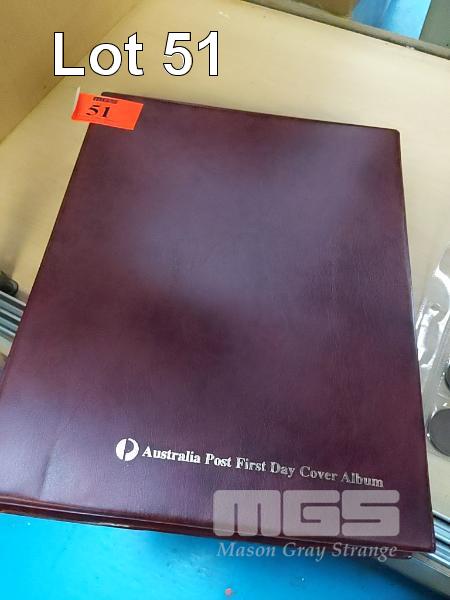 Lot 51
51
Australia Post First Day Cover Album
MGS
Mason Gray Strange